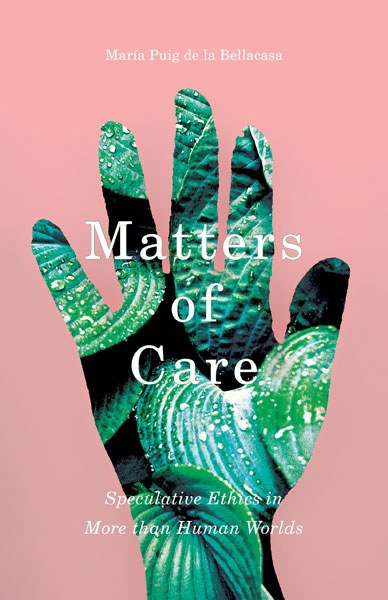 María Puig de la Bellacasa
Matters
of
Care
Speculative Ethics in
More than Human Worlds